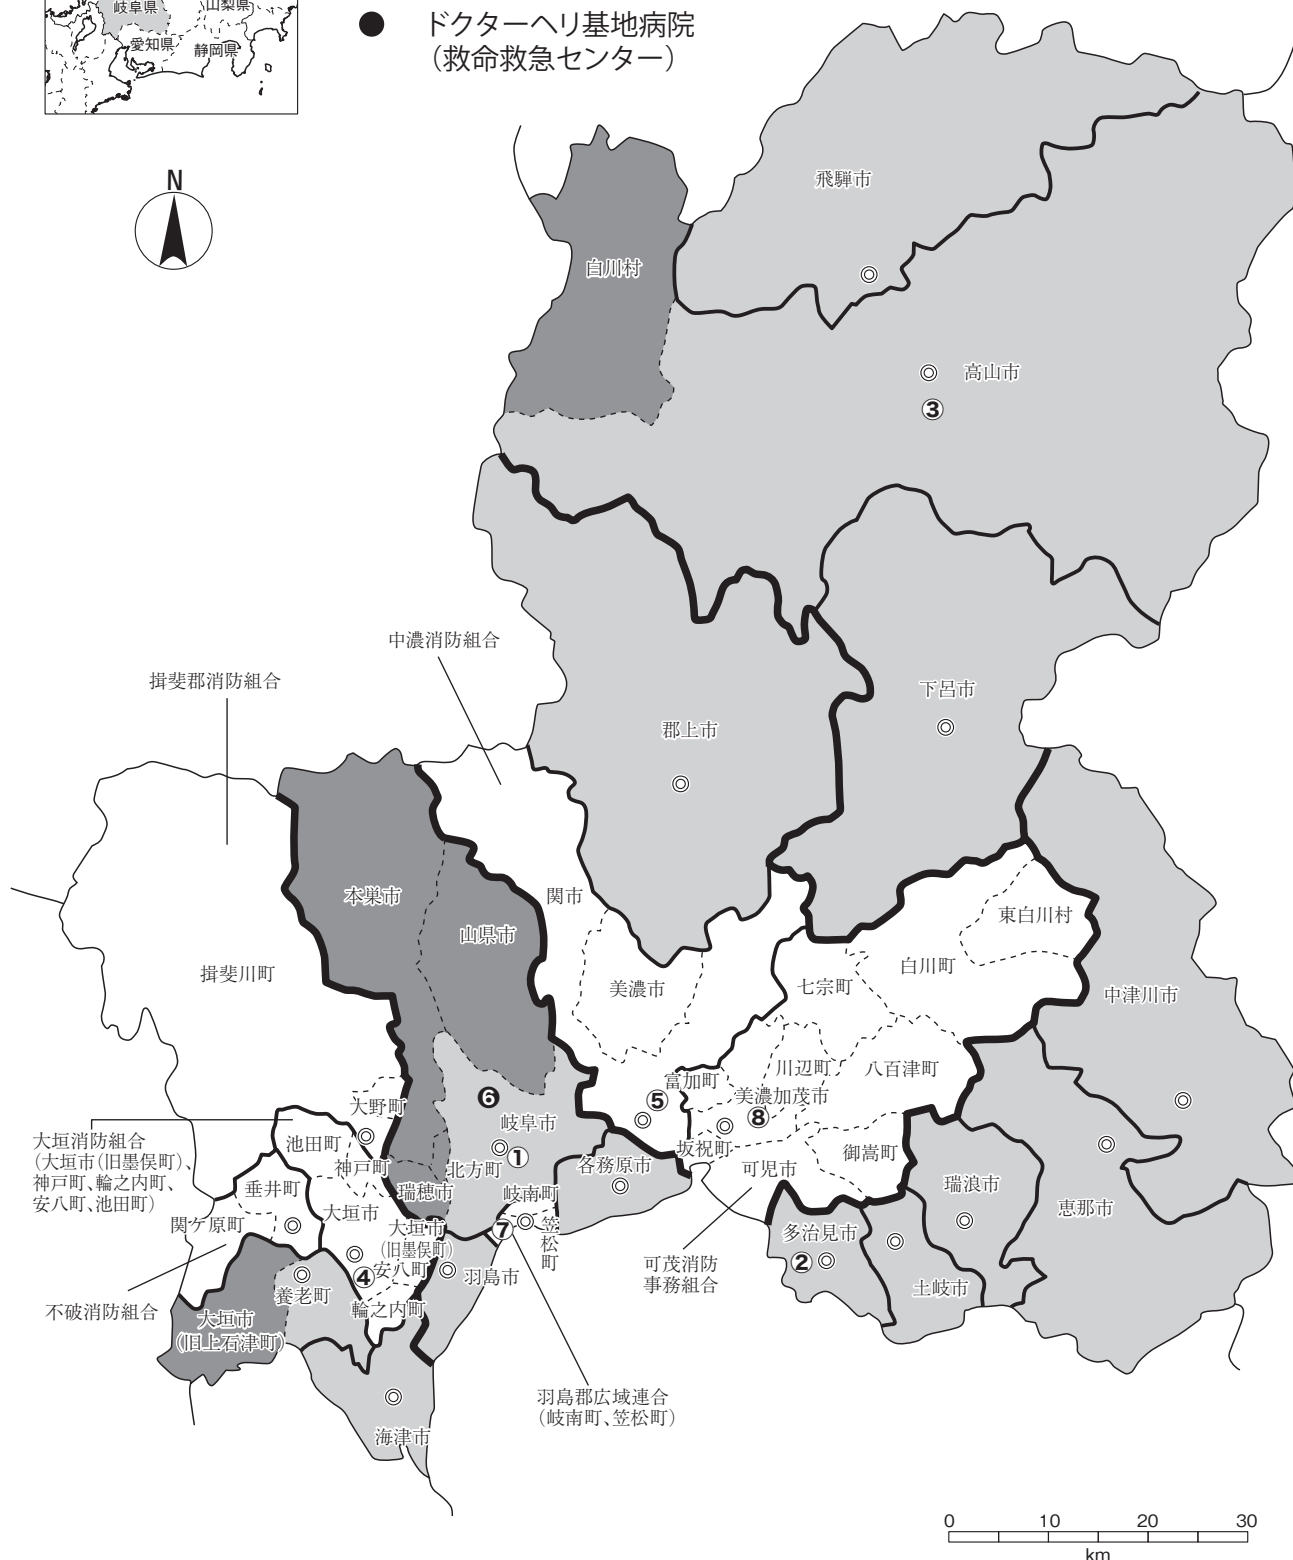 岐阜県
山梨県
愛知県
静岡県
● ドクターヘリ基地病院
（救命救急センター）
N
飛騨市
白川村
高山市
③
中濃消防組合
揖斐郡消防組合
下呂市
郡上市
本巣市
関市
山県市
東白川村
揖斐川町
美濃市
七宗町
白川町
中津川市
富加町
川辺町
八百津町
美濃加茂市
⑤
⑧
❻
大野町
岐阜市
①
坂祝町
御嵩町
可児市
池田町
神戸町
北方町
各務原市
瑞穂市
岐南町
笠松町
⑦
垂井町
大垣市
関ケ原町
大垣市
（旧墨俣町）
安八町
羽島市
④
養老町
輪之内町
大垣市
（旧上石津町）
海津市
瑞浪市
恵那市
多治見市
②
土岐市
大垣消防組合
（大垣市（旧墨俣町）、
神戸町、輪之内町、
安八町、池田町）
不破消防組合
可茂消防
事務組合
羽島郡広域連合
（岐南町、笠松町）
0 10 20 30
km